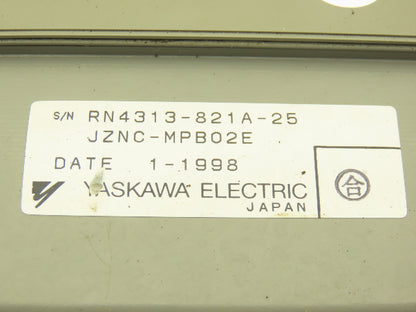 S/N RN4313-821A-25
JZNC-MPB02E
DATE 1-1998
YASKAWA ELECTRIC
JAPAN
合